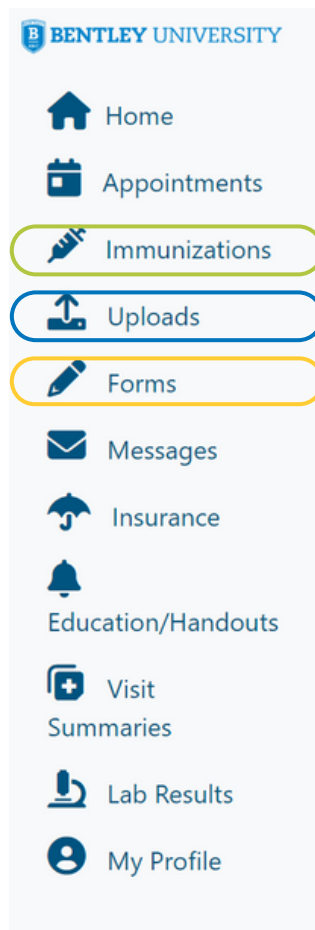 BENTLEY UNIVERSITY
Home
Appointments
Immunizations
Uploads
Forms
Messages
Insurance
Education/Handouts
Visit
Summaries
Lab Results
My Profile